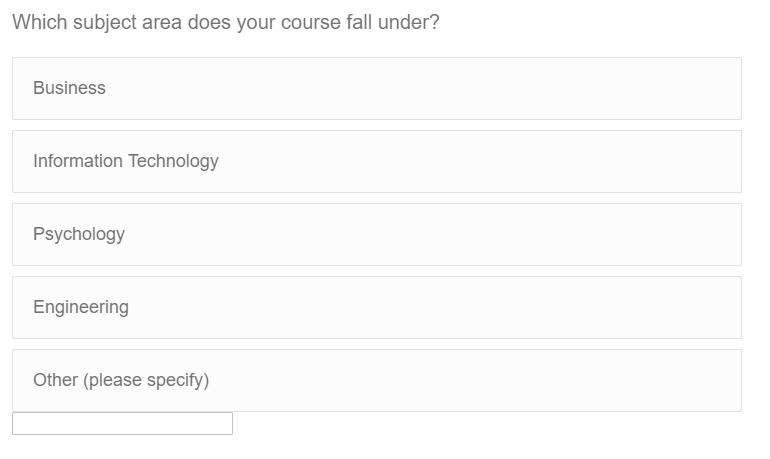 Which subject area does your course fall under?
Business
Information Technology
Psychology
Engineering
Other (please specify)